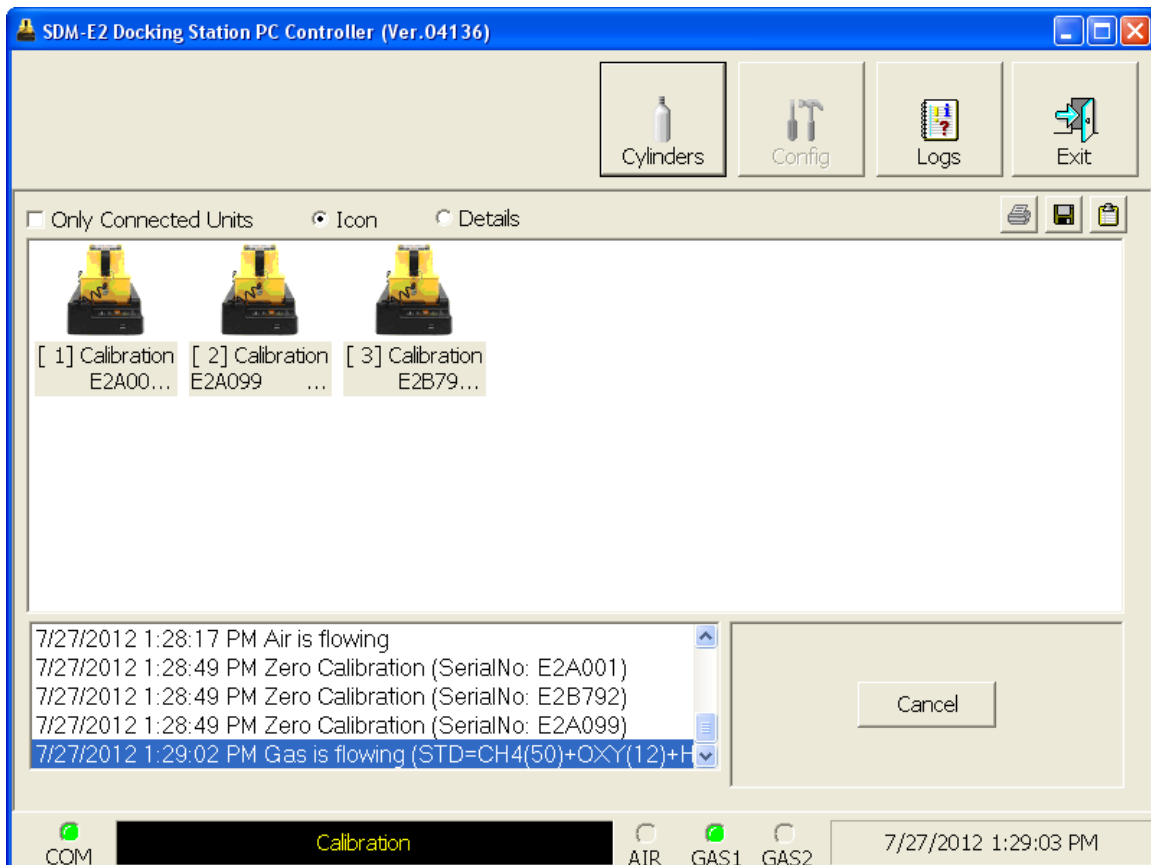 SDM-E2 Docking Station PC Controller (Ver.04136)
Cylinders Config Logs Exit
Only Connected Units Icon Details
[ 1] Calibration [ 2] Calibration [ 3] Calibration
E2A00... E2A099 ... E2B79...
7/27/2012 1:28:17 PM Air is flowing
7/27/2012 1:28:49 PM Zero Calibration (SerialNo: E2A001)
7/27/2012 1:28:49 PM Zero Calibration (SerialNo: E2B792)
7/27/2012 1:28:49 PM Zero Calibration (SerialNo: E2A099)
7/27/2012 1:29:02 PM Gas is flowing (STD=CH4(50)+OXY(12)+H
Cancel
COM Calibration AIR GAS1 GAS2 7/27/2012 1:29:03 PM